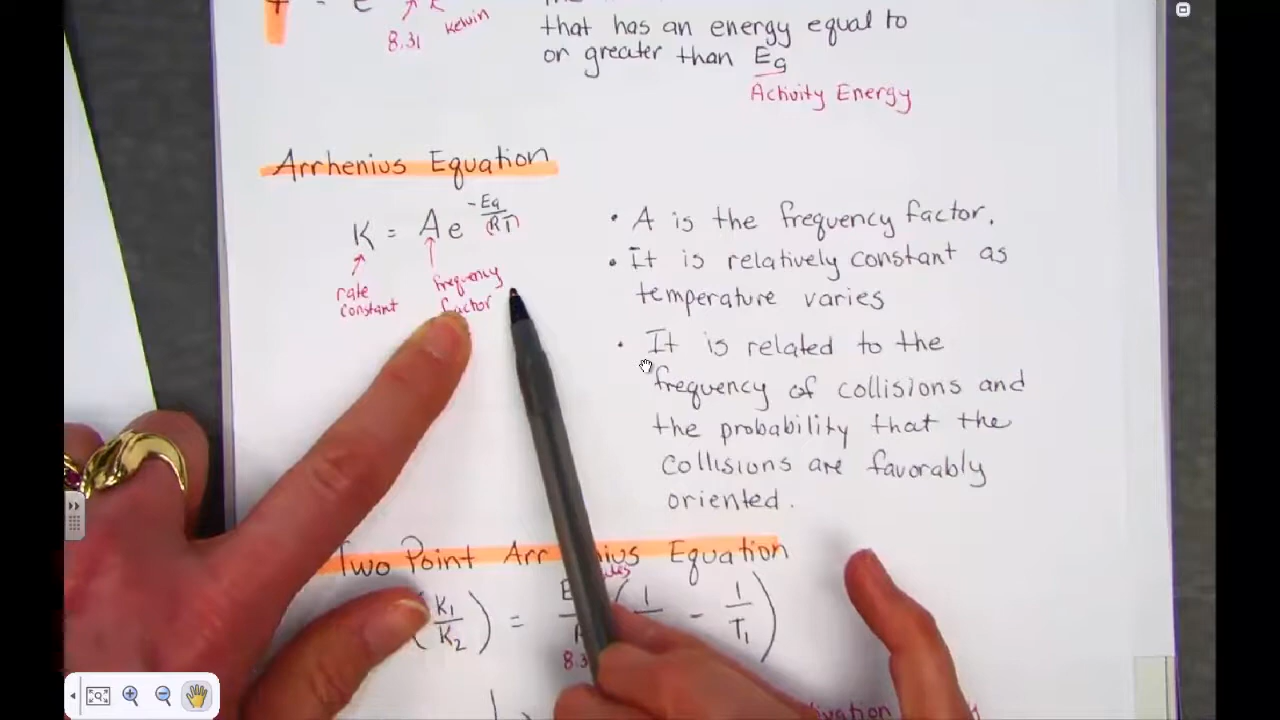 = e
8.31
Kelvin
that has an energy equal to
or greater than Ea
Activity Energy
Arrhenius Equation
K = A e^(-Ea/RT)
rate
constant
frequency
factor
• A is the frequency factor.
• It is relatively constant as
temperature varies
• It is related to the
frequency of collisions and
the probability that the
collisions are favorably
oriented.
Two Point Equation
(K1/K2) = (1 - 1/T1)
8.3